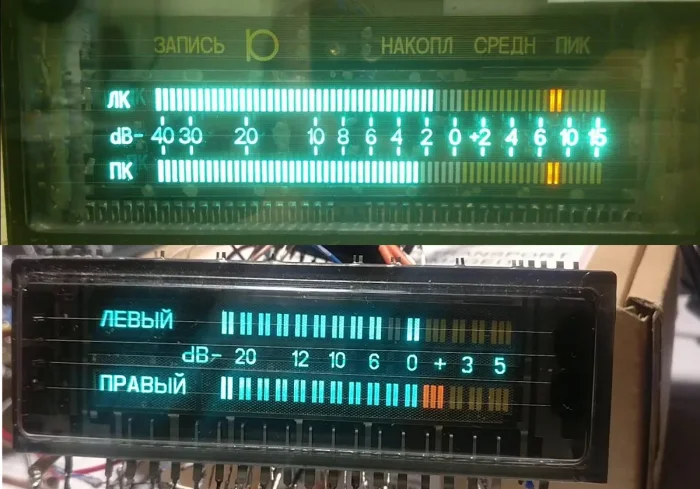 ЗАПИСЬ НАКОПЛ СРЕДН ПИК
ЛК
dB- 40 30 20 10 8 6 4 2 0 +2 4 6 10 15
ПК
ЛЕВЫЙ
dB- 20 12 10 6 0 + 3 5
ПРАВЫЙ